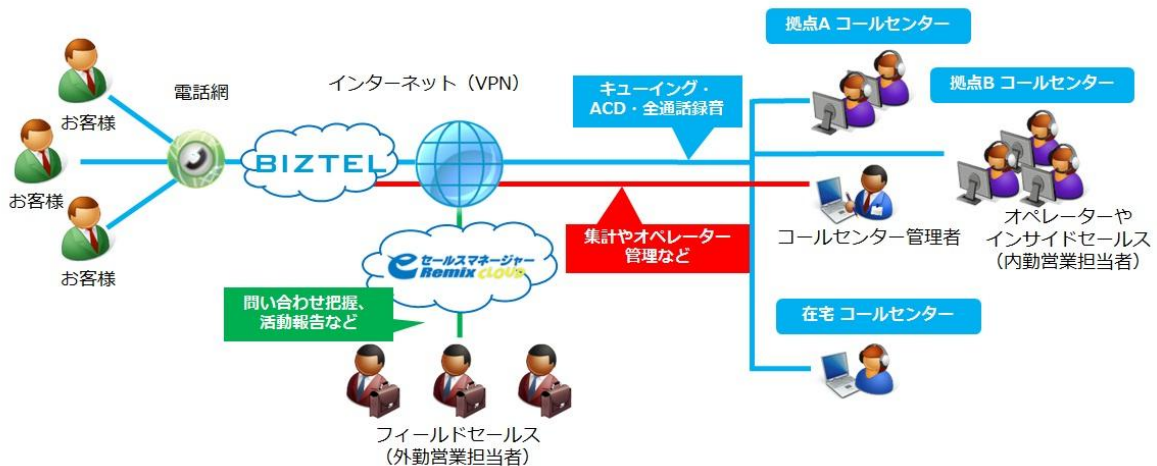 拠点A コールセンター
インターネット（VPN）
キューイング・
ACD・全通話録音
拠点B コールセンター
電話網
お客様
BIZTEL
お客様
お客様
集計やオペレーター
管理など
コールセンター管理者
オペレーターや
インサイドセールス
（内勤営業担当者）
eセールスマネージャー
Remix CLOUD
問い合わせ把握、
活動報告など
在宅 コールセンター
フィールドセールス
（外勤営業担当者）